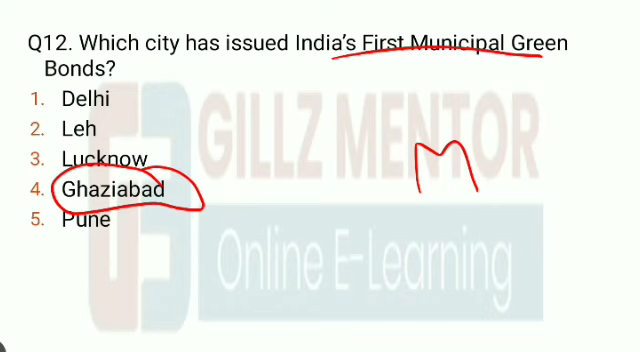 Q12. Which city has issued India's First Municipal Green
Bonds?
1. Delhi
2. Leh
3. Lucknow
4. Ghaziabad
5. Pune
GILLZ MENTOR
Online E-Learning
M